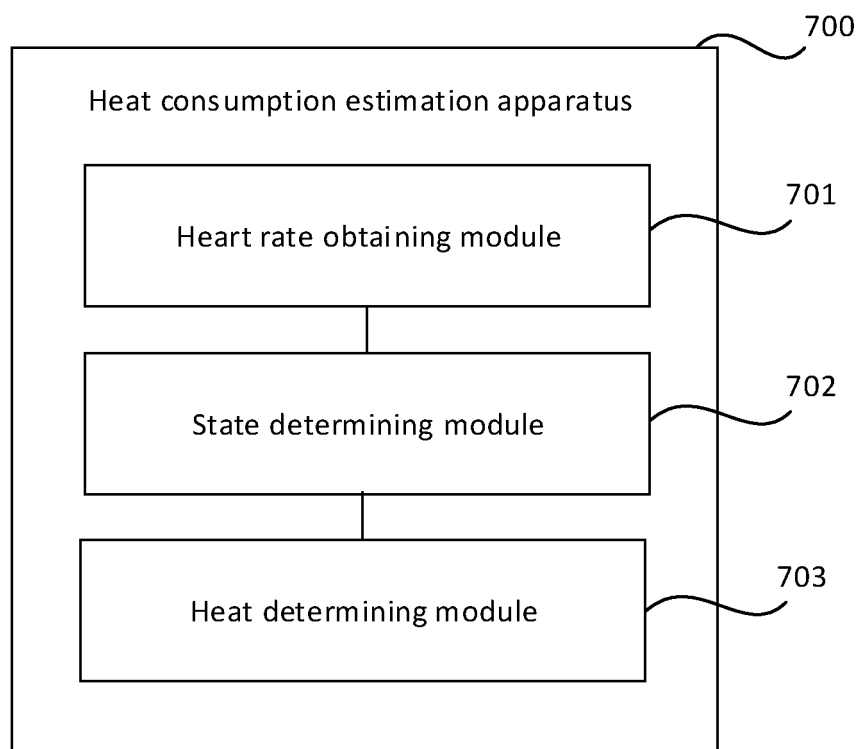 700
Heat consumption estimation apparatus
701
Heart rate obtaining module
702
State determining module
703
Heat determining module